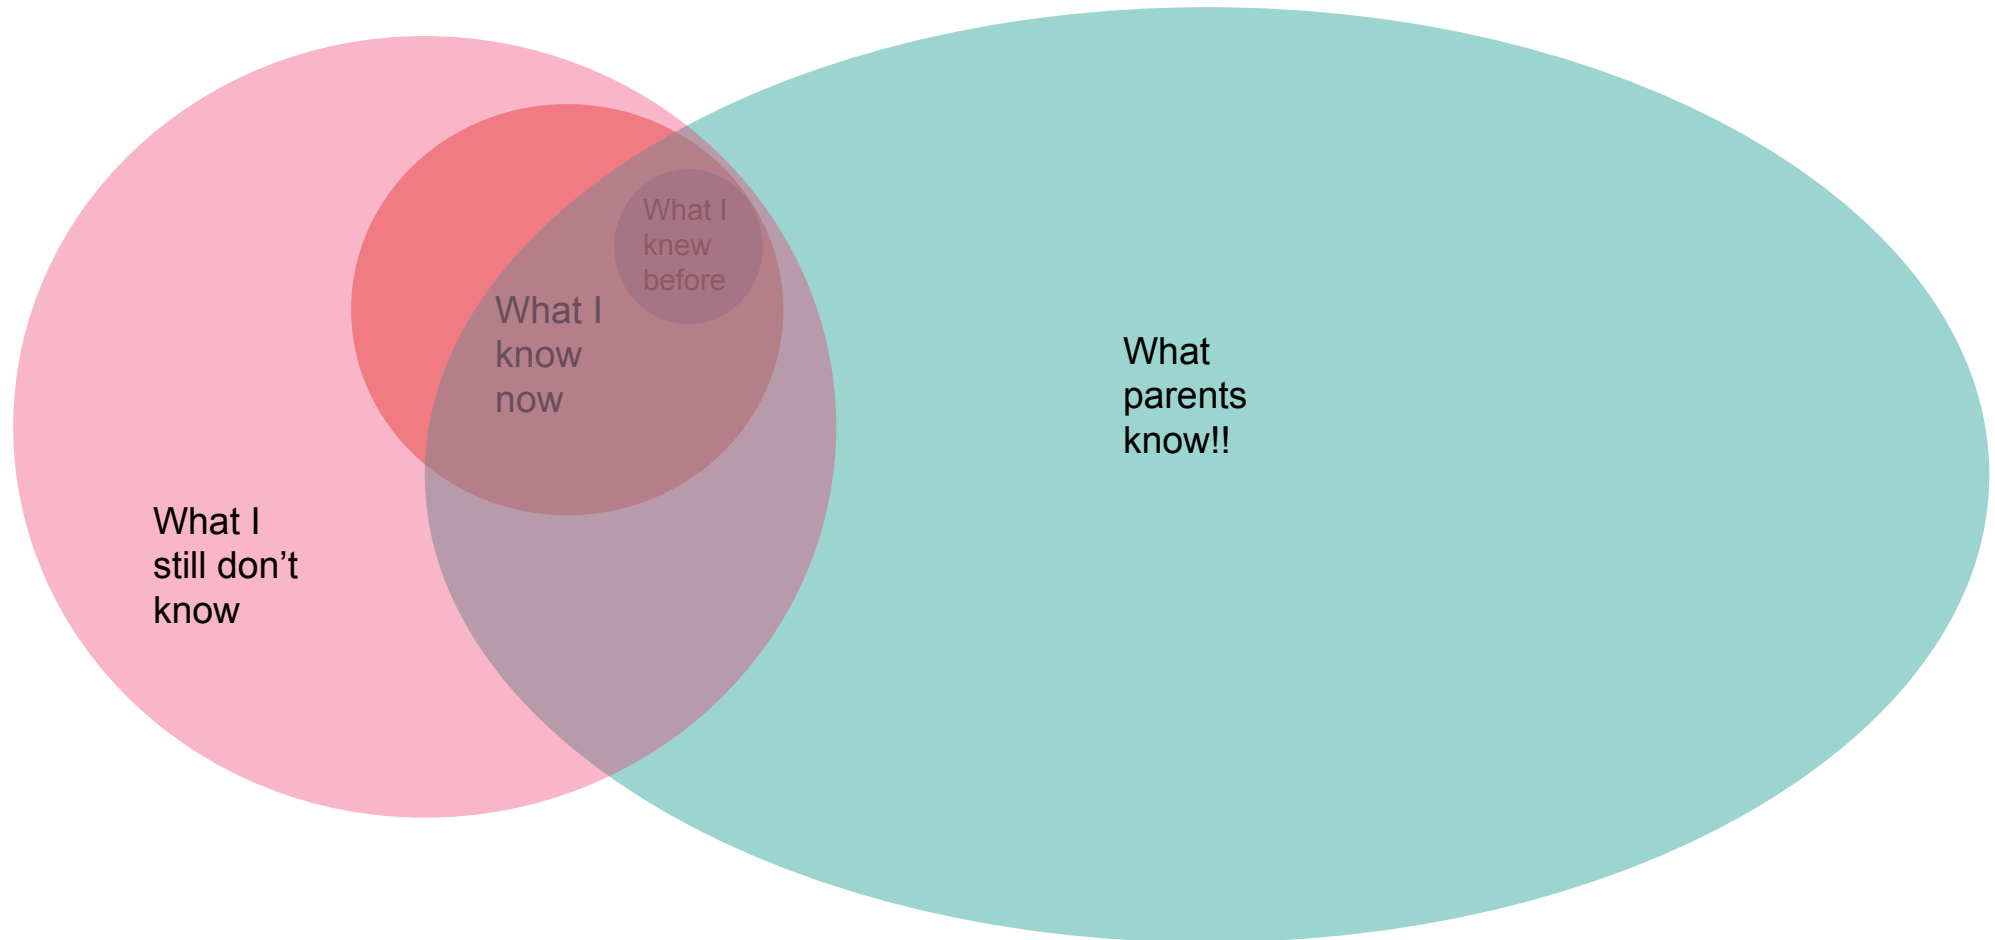 What I
knew
before
What I
know
now
What
parents
know!!
What I
still don’t
know